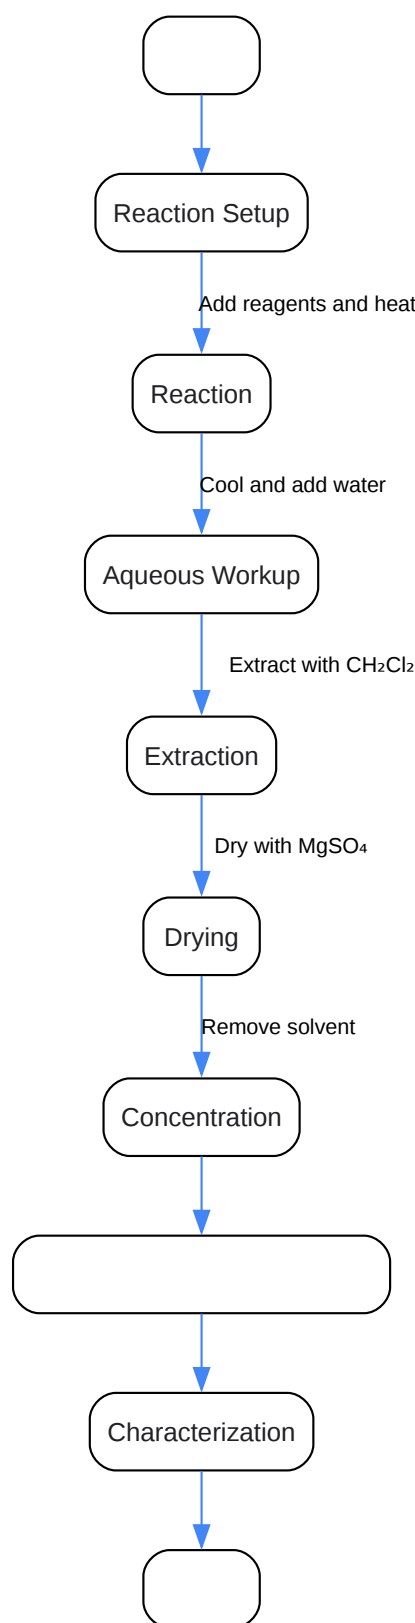 Reaction Setup
Add reagents and heat
Reaction
Cool and add water
Aqueous Workup
Extract with CH₂Cl₂
Extraction
Dry with MgSO₄
Drying
Remove solvent
Concentration
Characterization